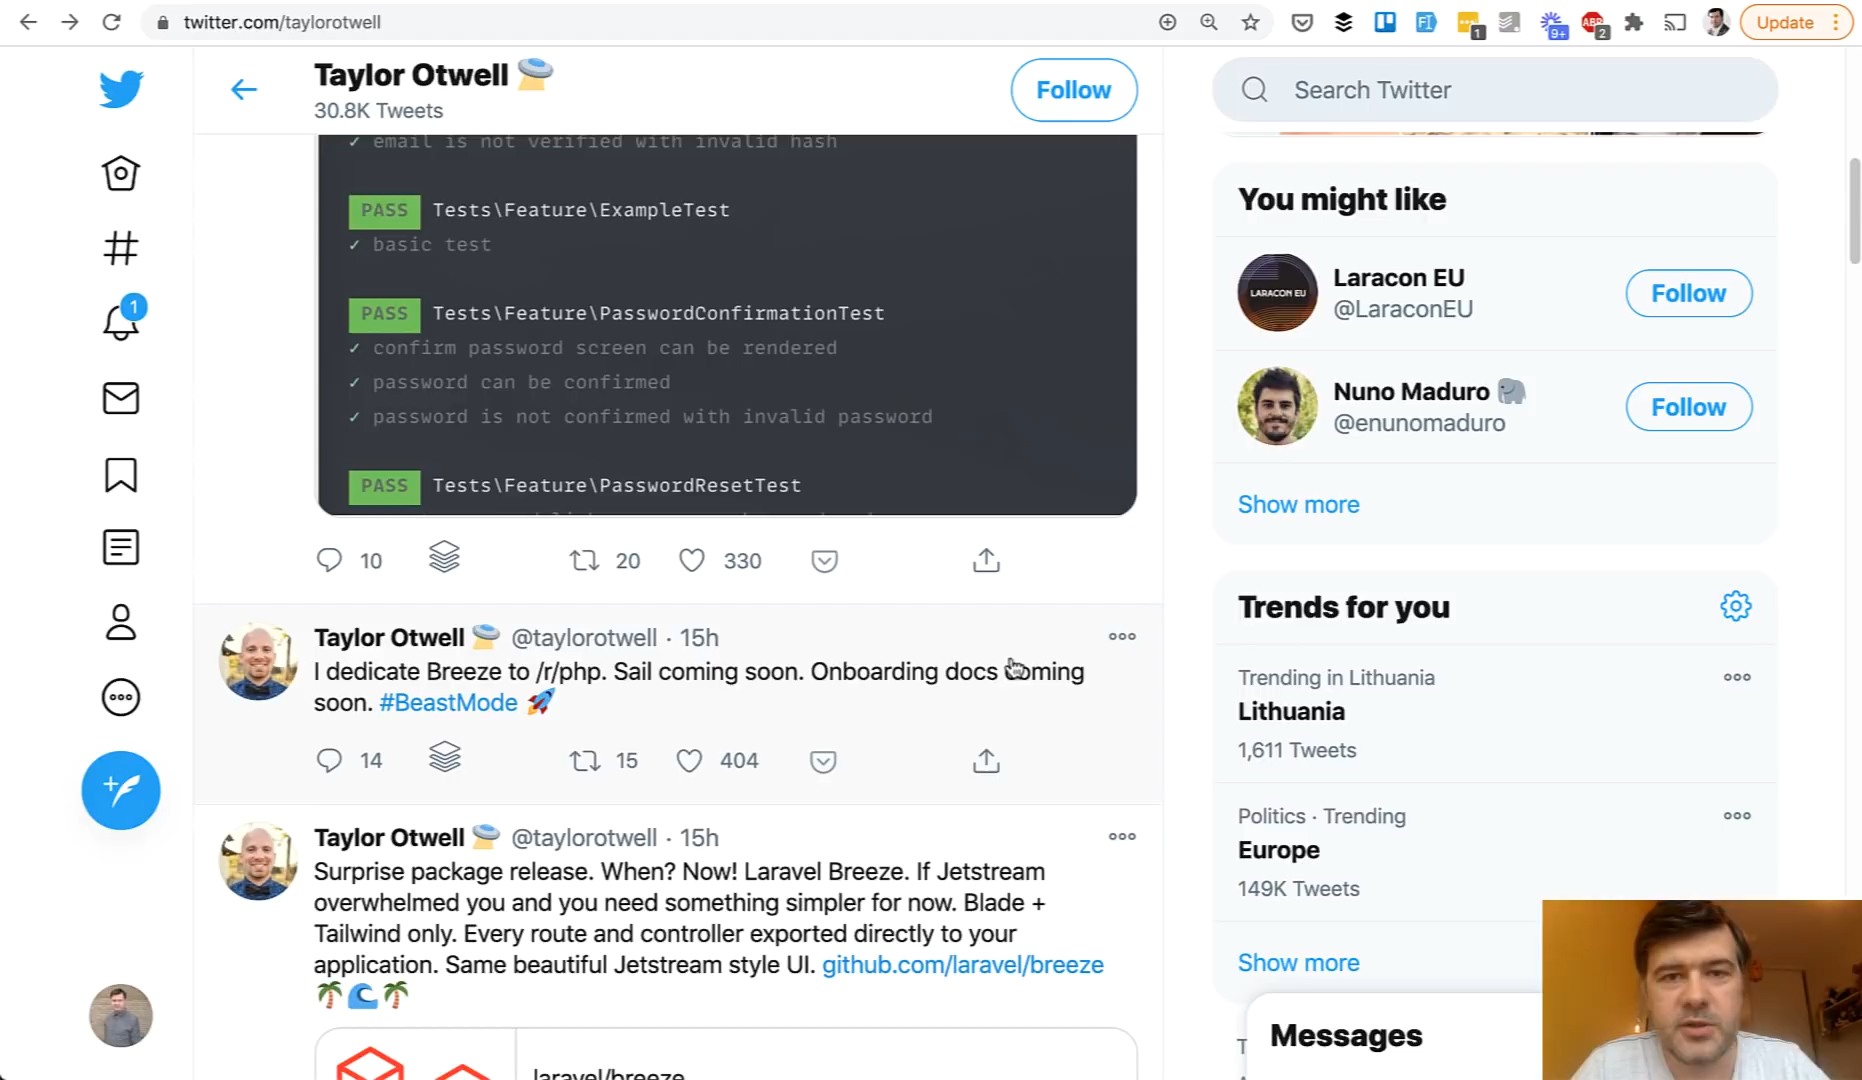 twitter.com/taylorotwell
1
9+
ABP
2
Update
Taylor Otwell
30.8K Tweets
Follow
Search Twitter
✓ email is not verified with invalid hash
PASS Tests\Feature\ExampleTest
✓ basic test
PASS Tests\Feature\PasswordConfirmationTest
✓ confirm password screen can be rendered
✓ password can be confirmed
✓ password is not confirmed with invalid password
PASS Tests\Feature\PasswordResetTest
10
20
330
1
Taylor Otwell @taylorotwell · 15h
I dedicate Breeze to /r/php. Sail coming soon. Onboarding docs coming
soon. #BeastMode 🚀
14
15
404
Taylor Otwell @taylorotwell · 15h
Surprise package release. When? Now! Laravel Breeze. If Jetstream
overwhelmed you and you need something simpler for now. Blade +
Tailwind only. Every route and controller exported directly to your
application. Same beautiful Jetstream style UI. github.com/laravel/breeze
🌴🌊🌴
laravel/breeze
You might like
LARACON EU
Laracon EU
@LaraconEU
Follow
Nuno Maduro 🐘
@enunomaduro
Follow
Show more
Trends for you
Trending in Lithuania
Lithuania
1,611 Tweets
Politics · Trending
Europe
149K Tweets
Show more
Messages